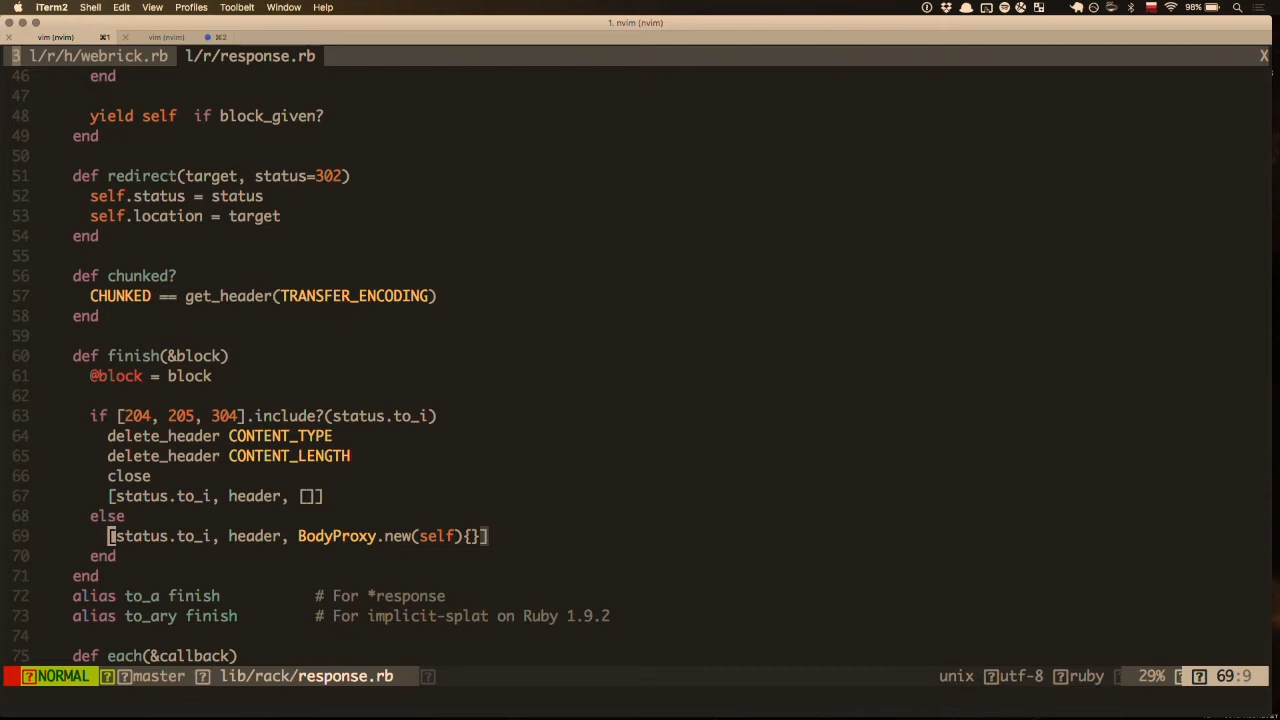 iTerm2 Shell Edit View Profiles Toolbelt Window Help 98%
1. nvim (nvim)
vim (nvim) ⌘1 vim (nvim) ⌘2
3 l/r/h/webrick.rb l/r/response.rb X
46 end
47
48 yield self if block_given?
49 end
50
51 def redirect(target, status=302)
52 self.status = status
53 self.location = target
54 end
55
56 def chunked?
57 CHUNKED == get_header(TRANSFER_ENCODING)
58 end
59
60 def finish(&block)
61 @block = block
62
63 if [204, 205, 304].include?(status.to_i)
64 delete_header CONTENT_TYPE
65 delete_header CONTENT_LENGTH
66 close
67 [status.to_i, header, []]
68 else
69 [status.to_i, header, BodyProxy.new(self){}]
70 end
71 end
72 alias to_a finish # For *response
73 alias to_ary finish # For implicit-splat on Ruby 1.9.2
74
75 def each(&callback)
?NORMAL ??master ? lib/rack/response.rb ? unix ?utf-8 ?ruby ? 29% ? ? 69:9